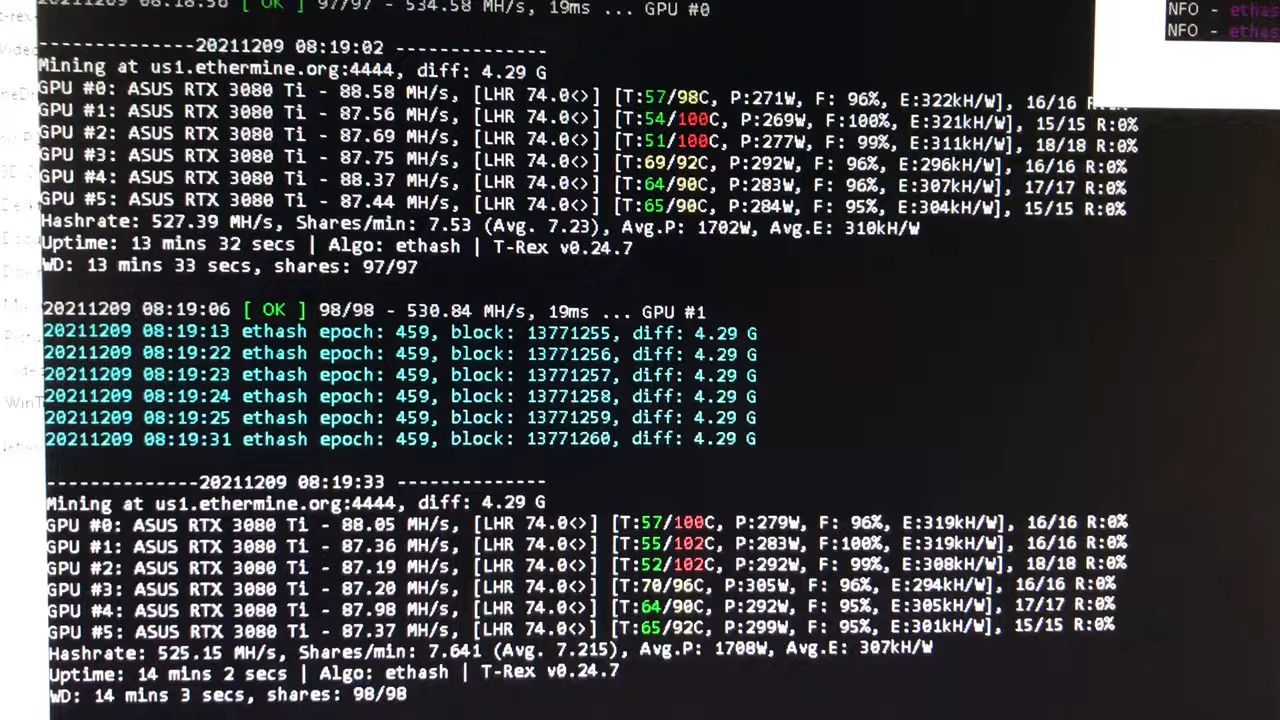 20211209 08:18:56 [ OK ] 97/97 - 534.58 MH/s, 19ms ... GPU #0
NFO - ethas
NFO - ethas
---------------20211209 08:19:02 ---------------
Mining at us1.ethermine.org:4444, diff: 4.29 G
GPU #0: ASUS RTX 3080 Ti - 88.58 MH/s, [LHR 74.0<>] [T:57/98C, P:271W, F: 96%, E:322kH/W], 16/16 R:0%
GPU #1: ASUS RTX 3080 Ti - 87.56 MH/s, [LHR 74.0<>] [T:54/100C, P:269W, F:100%, E:321kH/W], 15/15 R:0%
GPU #2: ASUS RTX 3080 Ti - 87.69 MH/s, [LHR 74.0<>] [T:51/100C, P:277W, F: 99%, E:311kH/W], 18/18 R:0%
GPU #3: ASUS RTX 3080 Ti - 87.75 MH/s, [LHR 74.0<>] [T:69/92C, P:292W, F: 96%, E:296kH/W], 16/16 R:0%
GPU #4: ASUS RTX 3080 Ti - 88.37 MH/s, [LHR 74.0<>] [T:64/90C, P:283W, F: 96%, E:307kH/W], 17/17 R:0%
GPU #5: ASUS RTX 3080 Ti - 87.44 MH/s, [LHR 74.0<>] [T:65/90C, P:284W, F: 95%, E:304kH/W], 15/15 R:0%
Hashrate: 527.39 MH/s, Shares/min: 7.53 (Avg. 7.23), Avg.P: 1702W, Avg.E: 310kH/W
Uptime: 13 mins 32 secs | Algo: ethash | T-Rex v0.24.7
WD: 13 mins 33 secs, shares: 97/97
20211209 08:19:06 [ OK ] 98/98 - 530.84 MH/s, 19ms ... GPU #1
20211209 08:19:13 ethash epoch: 459, block: 13771255, diff: 4.29 G
20211209 08:19:22 ethash epoch: 459, block: 13771256, diff: 4.29 G
20211209 08:19:23 ethash epoch: 459, block: 13771257, diff: 4.29 G
20211209 08:19:24 ethash epoch: 459, block: 13771258, diff: 4.29 G
20211209 08:19:25 ethash epoch: 459, block: 13771259, diff: 4.29 G
20211209 08:19:31 ethash epoch: 459, block: 13771260, diff: 4.29 G
---------------20211209 08:19:33 ---------------
Mining at us1.ethermine.org:4444, diff: 4.29 G
GPU #0: ASUS RTX 3080 Ti - 88.05 MH/s, [LHR 74.0<>] [T:57/100C, P:279W, F: 96%, E:319kH/W], 16/16 R:0%
GPU #1: ASUS RTX 3080 Ti - 87.36 MH/s, [LHR 74.0<>] [T:55/102C, P:283W, F:100%, E:319kH/W], 16/16 R:0%
GPU #2: ASUS RTX 3080 Ti - 87.19 MH/s, [LHR 74.0<>] [T:52/102C, P:292W, F: 99%, E:308kH/W], 18/18 R:0%
GPU #3: ASUS RTX 3080 Ti - 87.20 MH/s, [LHR 74.0<>] [T:70/96C, P:305W, F: 96%, E:294kH/W], 16/16 R:0%
GPU #4: ASUS RTX 3080 Ti - 87.98 MH/s, [LHR 74.0<>] [T:64/90C, P:292W, F: 95%, E:305kH/W], 17/17 R:0%
GPU #5: ASUS RTX 3080 Ti - 87.37 MH/s, [LHR 74.0<>] [T:65/92C, P:299W, F: 95%, E:301kH/W], 15/15 R:0%
Hashrate: 525.15 MH/s, Shares/min: 7.641 (Avg. 7.215), Avg.P: 1708W, Avg.E: 307kH/W
Uptime: 14 mins 2 secs | Algo: ethash | T-Rex v0.24.7
WD: 14 mins 3 secs, shares: 98/98